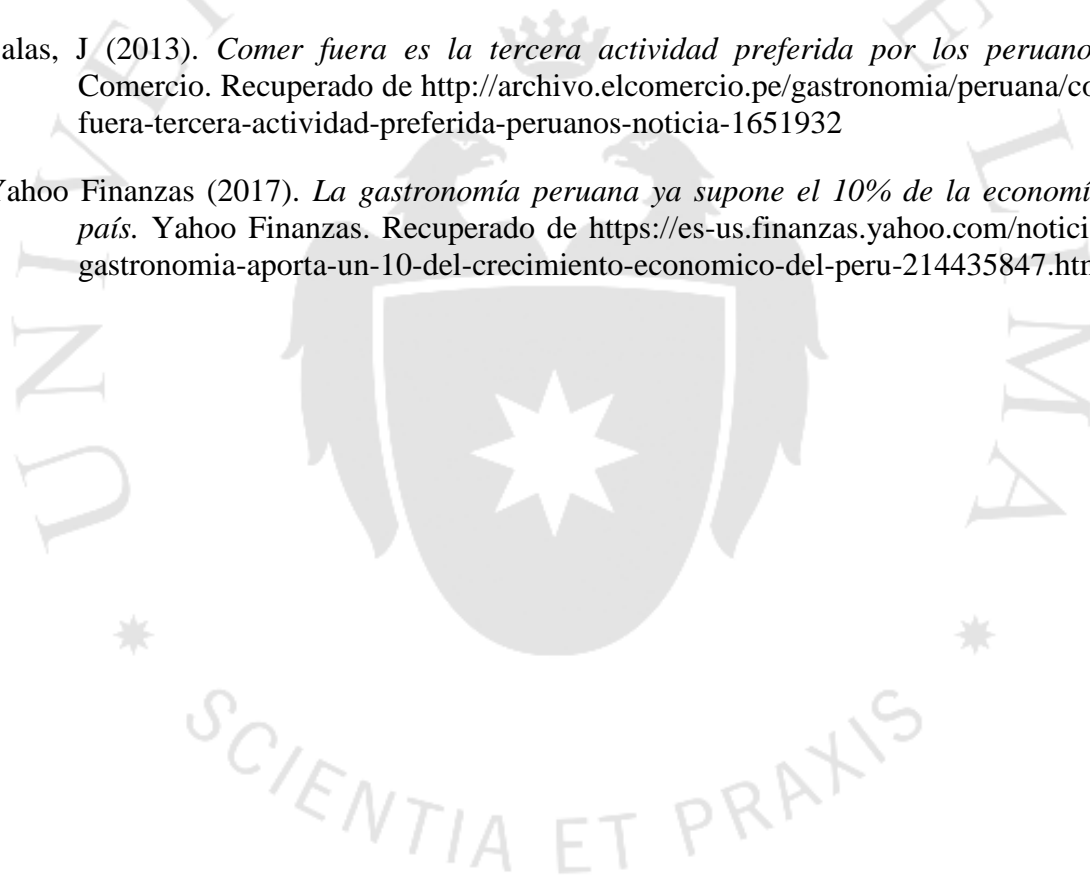 alas, J (2013). Comer fuera es la tercera actividad preferida por los peruano
Comercio. Recuperado de http://archivo.elcomercio.pe/gastronomia/peruana/co
fuera-tercera-actividad-preferida-peruanos-noticia-1651932
Yahoo Finanzas (2017). La gastronomía peruana ya supone el 10% de la economí
país. Yahoo Finanzas. Recuperado de https://es-us.finanzas.yahoo.com/notici
gastronomia-aporta-un-10-del-crecimiento-economico-del-peru-214435847.htm
SCIENTIA ET PRAXIS